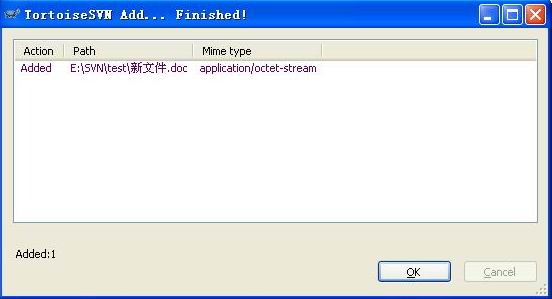 TortoiseSVN Add... Finished!
Action Path Mime type
Added E:\SVN\test\新文件.doc application/octet-stream
Added:1
OK Cancel